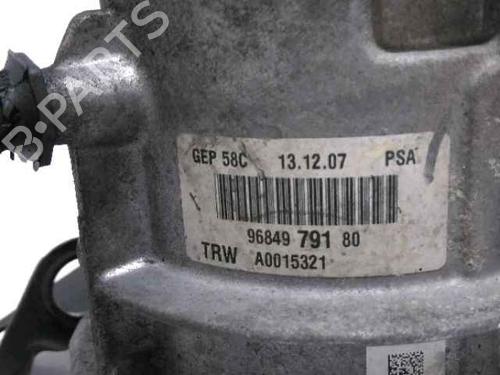 B-PARTS
GEP 58C 13.12.07 PSA
96849 791 80
TRW A0015321